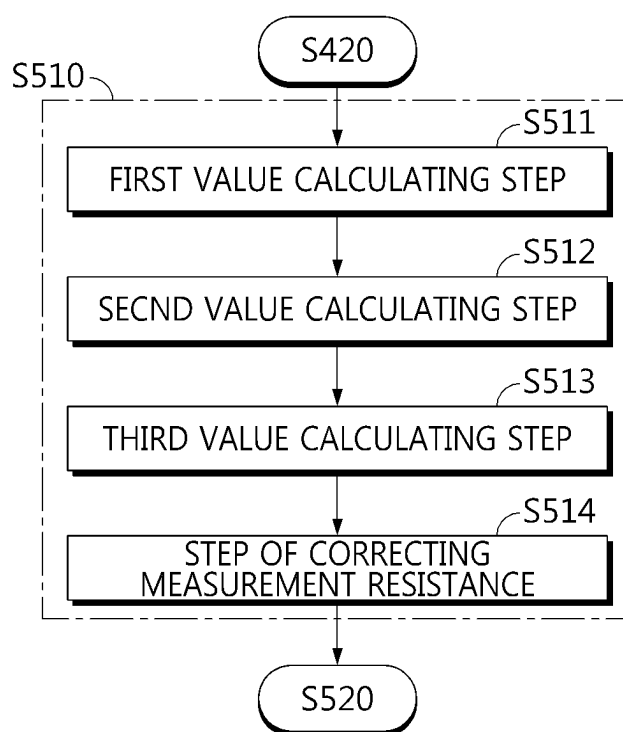 S420
S510
S511
FIRST VALUE CALCULATING STEP
S512
SECND VALUE CALCULATING STEP
S513
THIRD VALUE CALCULATING STEP
S514
STEP OF CORRECTING
MEASUREMENT RESISTANCE
S520